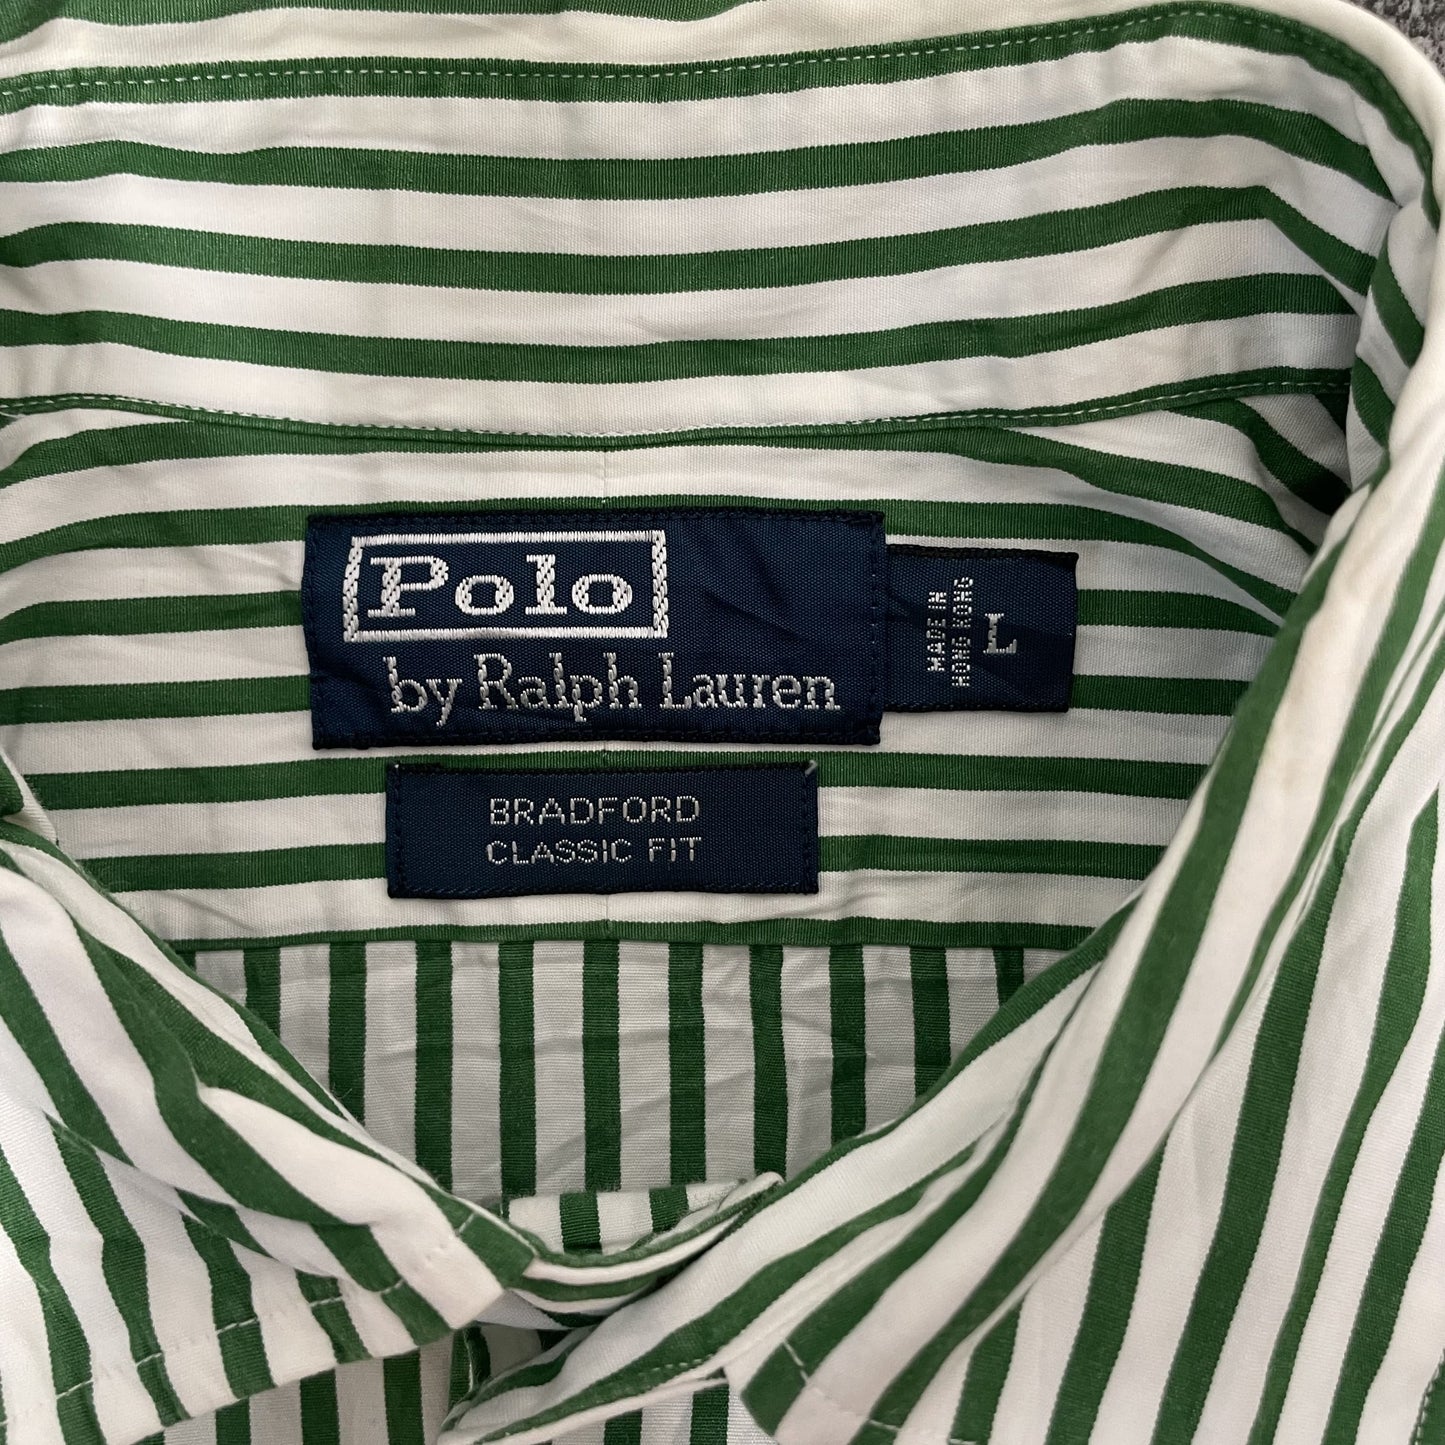 Polo
by Ralph Lauren
MADE IN
HONG KONG
L
BRADFORD
CLASSIC FIT